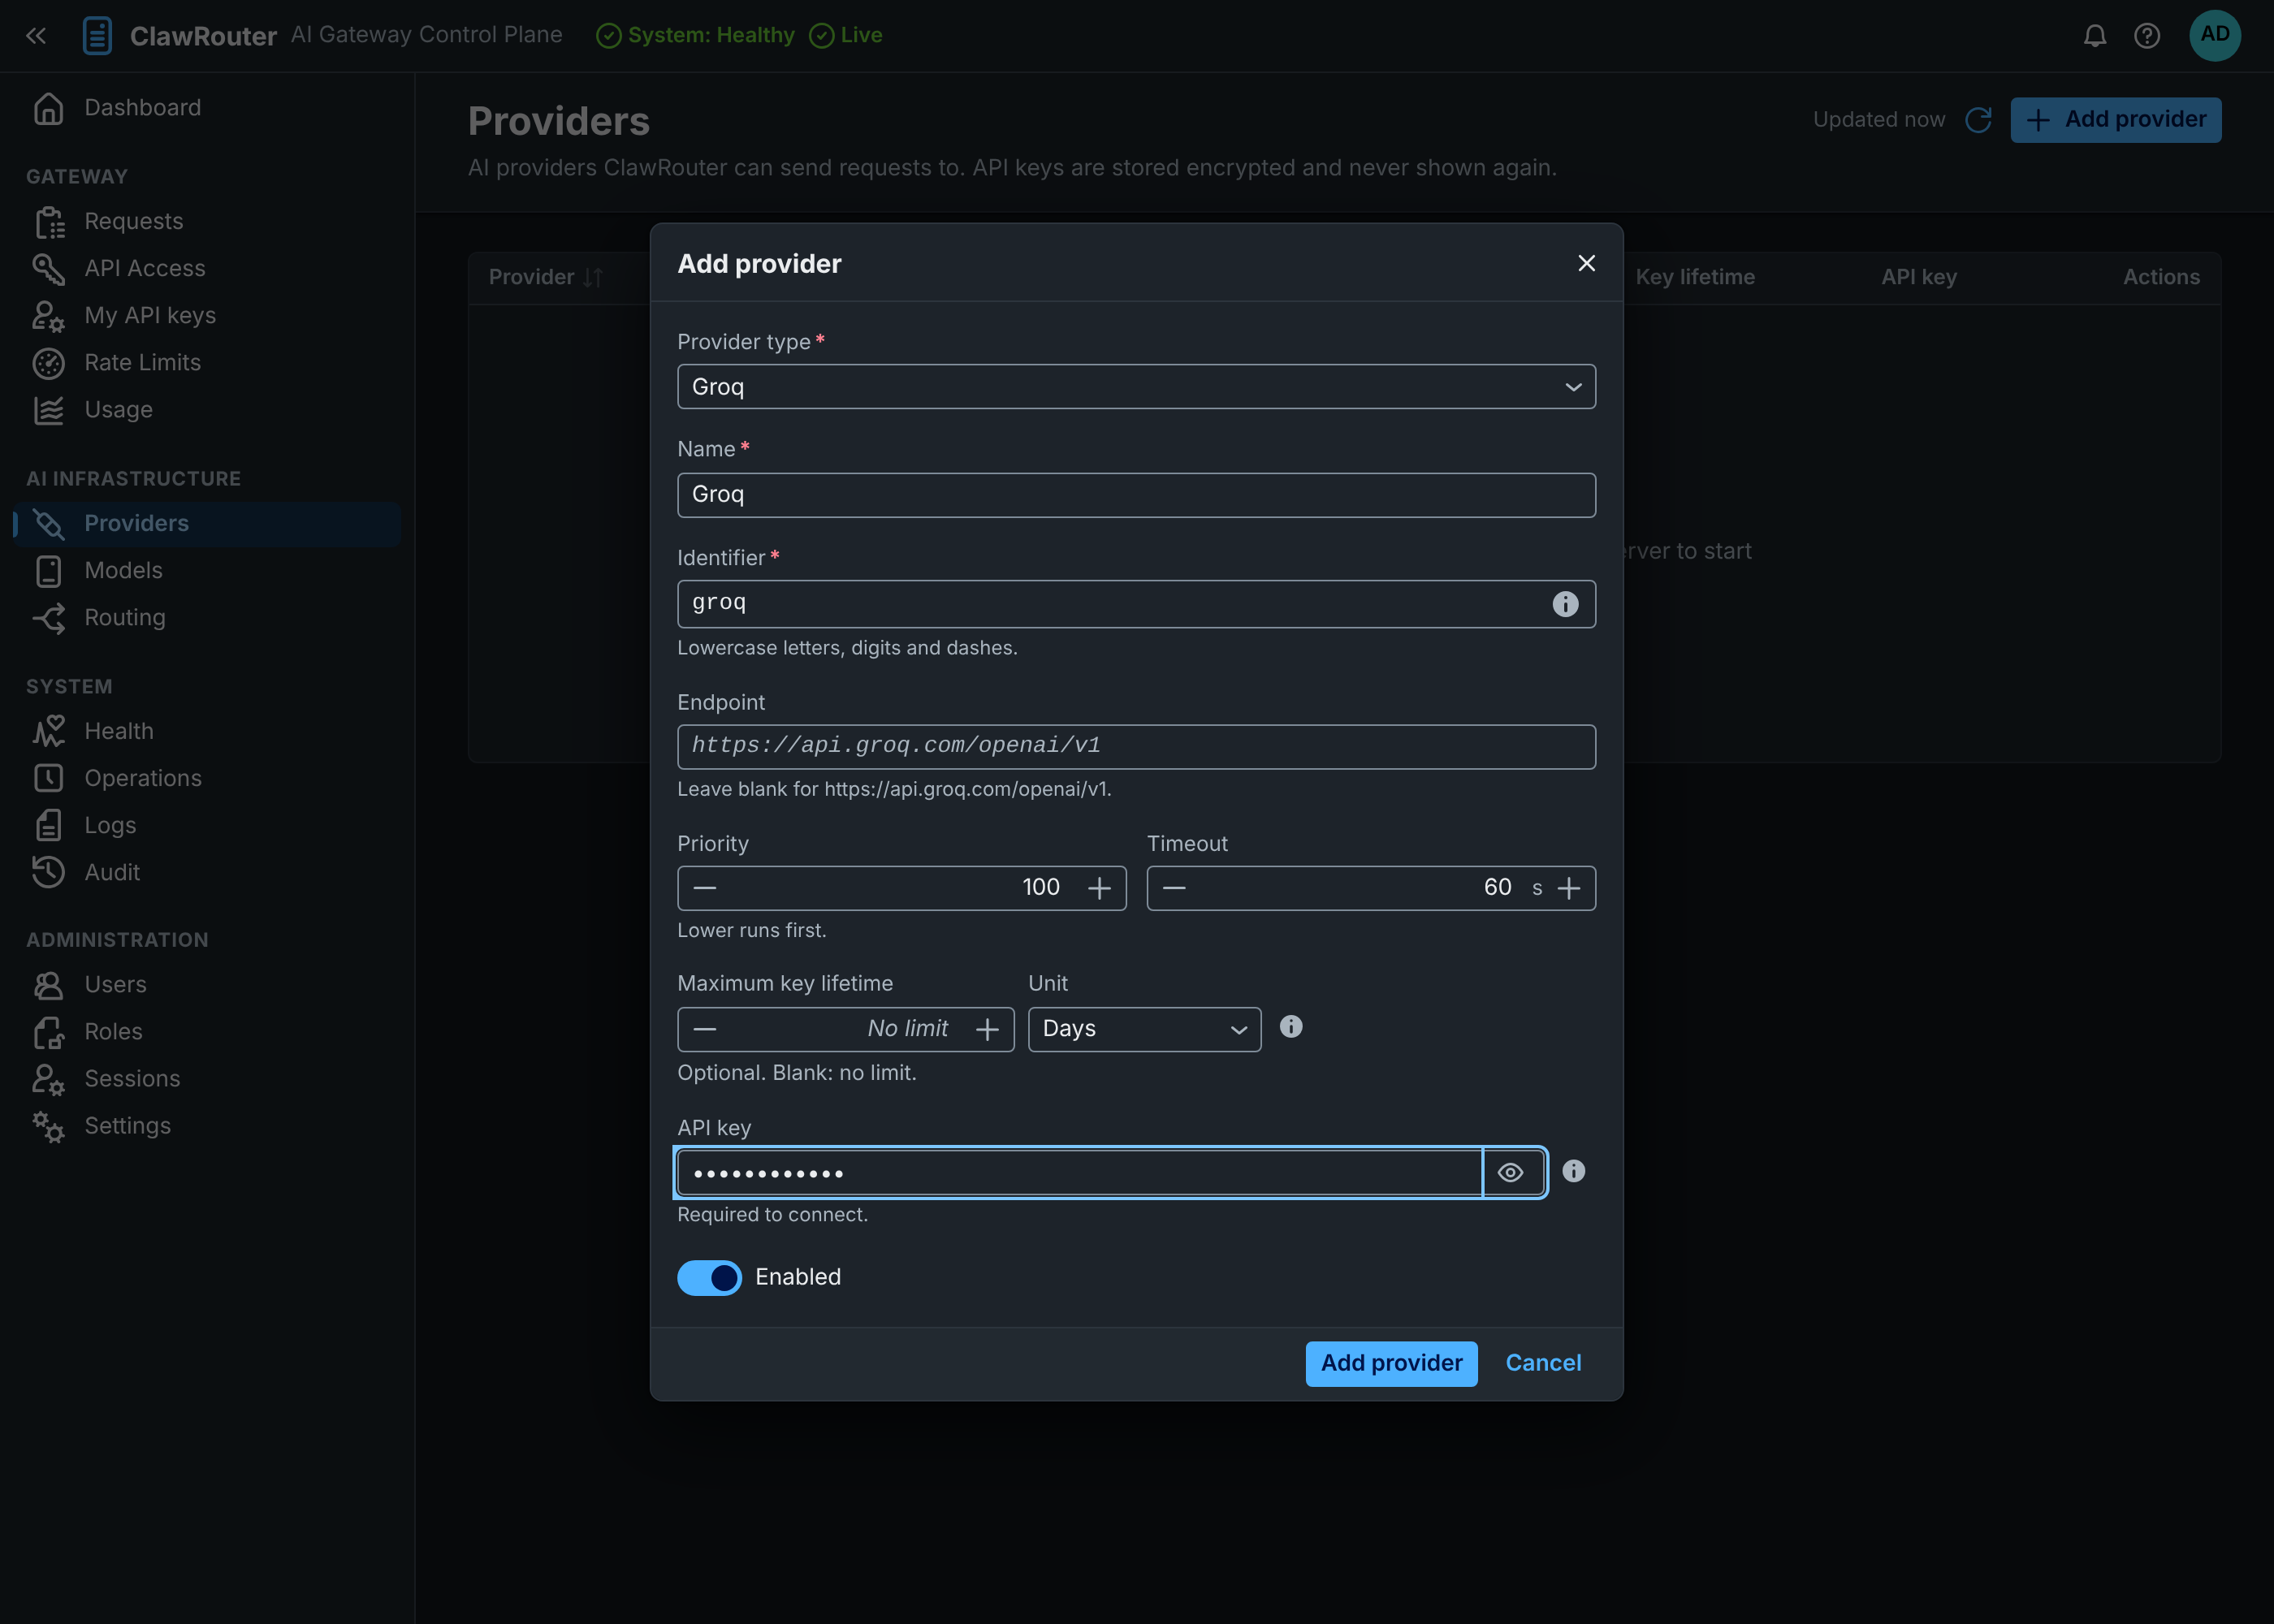 ClawRouter AI Gateway Control Plane System: Healthy Live AD
Dashboard
GATEWAY
Requests
API Access
My API keys
Rate Limits
Usage
AI INFRASTRUCTURE
Providers
Models
Routing
SYSTEM
Health
Operations
Logs
Audit
ADMINISTRATION
Users
Roles
Sessions
Settings
Providers
Updated now Add provider
AI providers ClawRouter can send requests to. API keys are stored encrypted and never shown again.
Provider Key lifetime API key Actions
to start
Add provider
Provider type *
Groq
Name *
Groq
Identifier *
groq
Lowercase letters, digits and dashes.
Endpoint
https://api.groq.com/openai/v1
Leave blank for https://api.groq.com/openai/v1.
Priority Timeout
100 60 s
Lower runs first.
Maximum key lifetime Unit
No limit Days
Optional. Blank: no limit.
API key
••••••••••••
Required to connect.
Enabled
Add provider Cancel